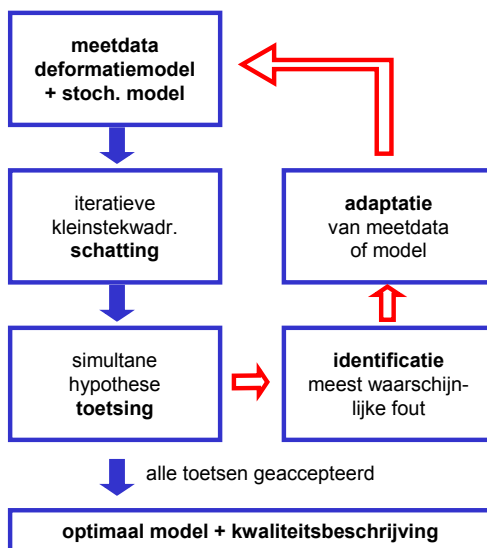 meetdata
deformatiemodel
+ stoch. model
iteratieve
kleinstekwadr.
schatting
adaptatie
van meetdata
of model
simultane
hypothese
toetsing
identificatie
meest waarschijn-
lijke fout
alle toetsen geaccepteerd
optimaal model + kwaliteitsbeschrijving